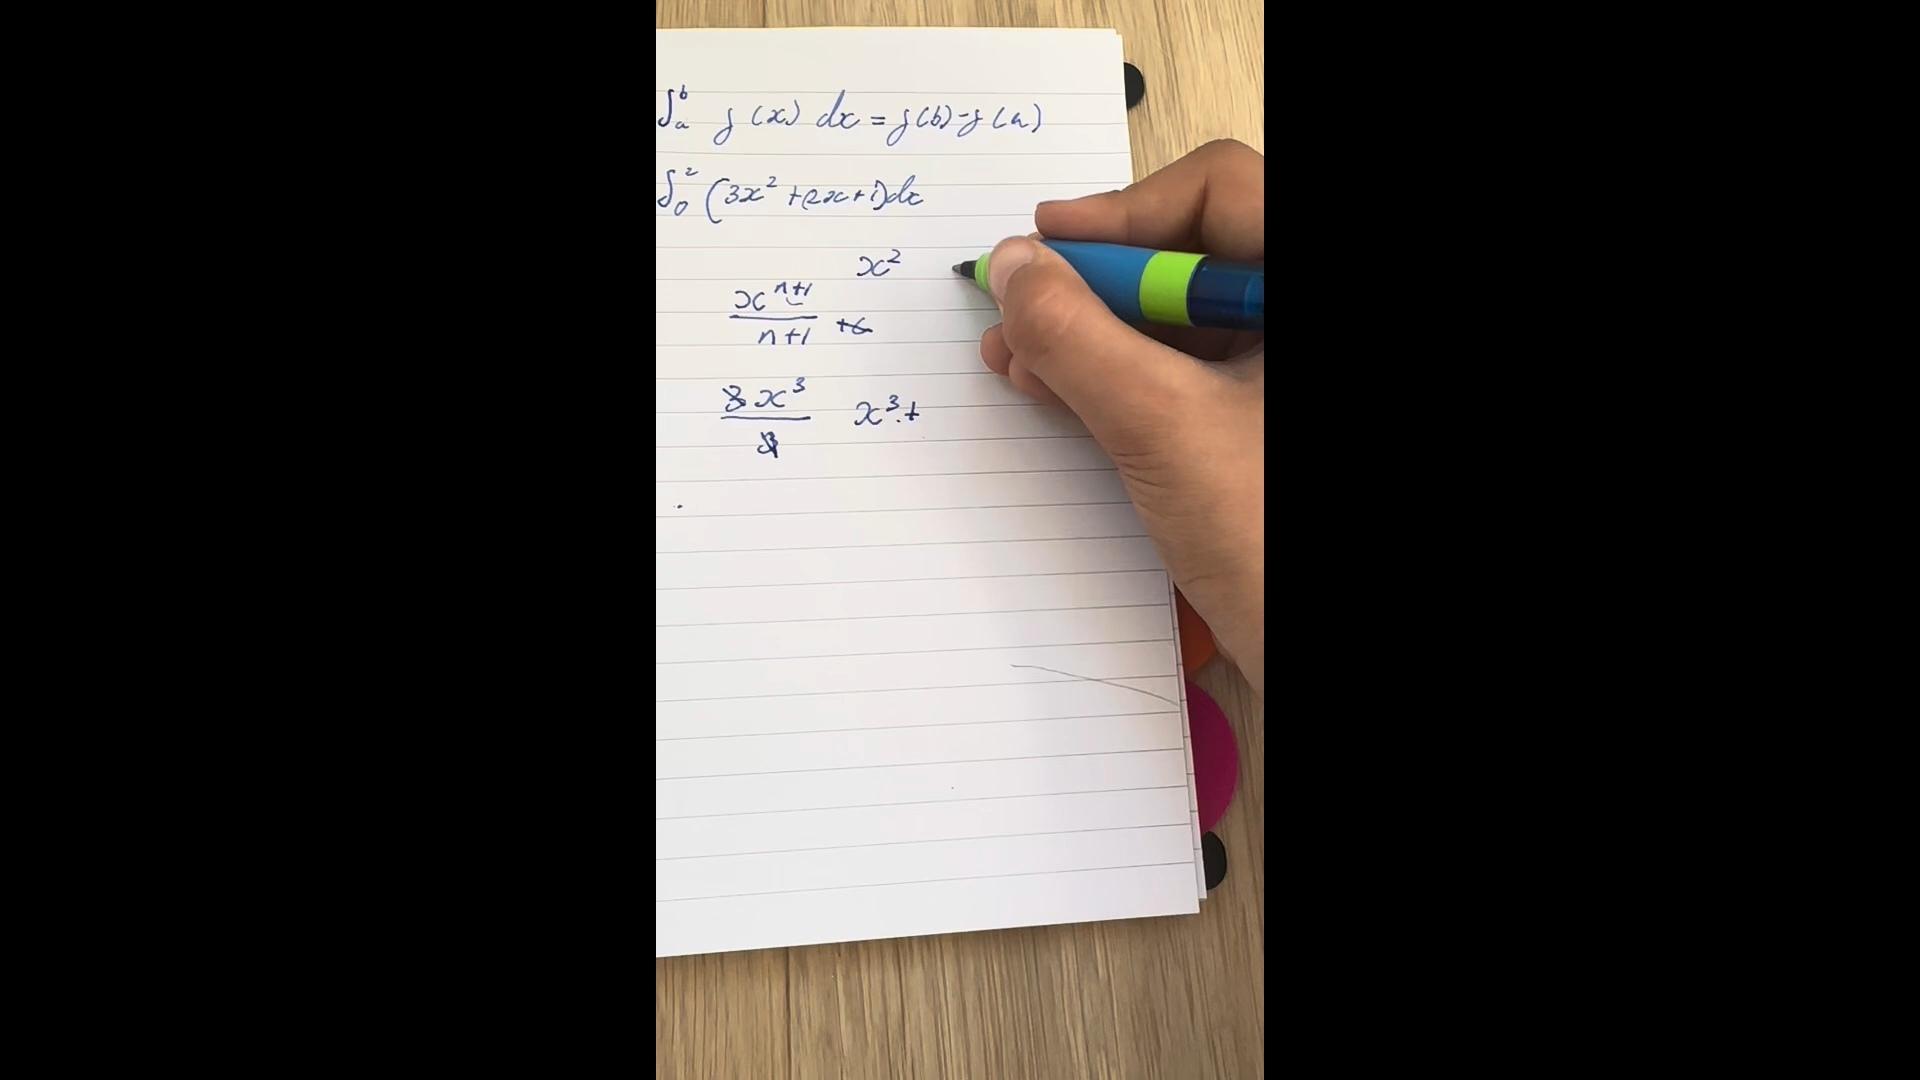 ∫ₐᵇ f(x) dx = f(b)-f(a)
∫₀² (3x² +2x+1)dx
x²
xⁿ⁺¹
n+1 +c
3x³
3
x³+